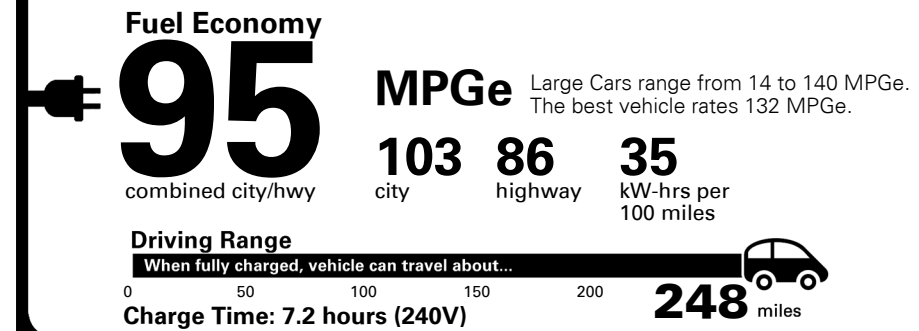 Fuel Economy
95
combined city/hwy
MPGe
Large Cars range from 14 to 140 MPGe.
The best vehicle rates 132 MPGe.
103
city
86
highway
35
kW-hrs per
100 miles
Driving Range
When fully charged, vehicle can travel about...
0 50 100 150 200
248 miles
Charge Time: 7.2 hours (240V)